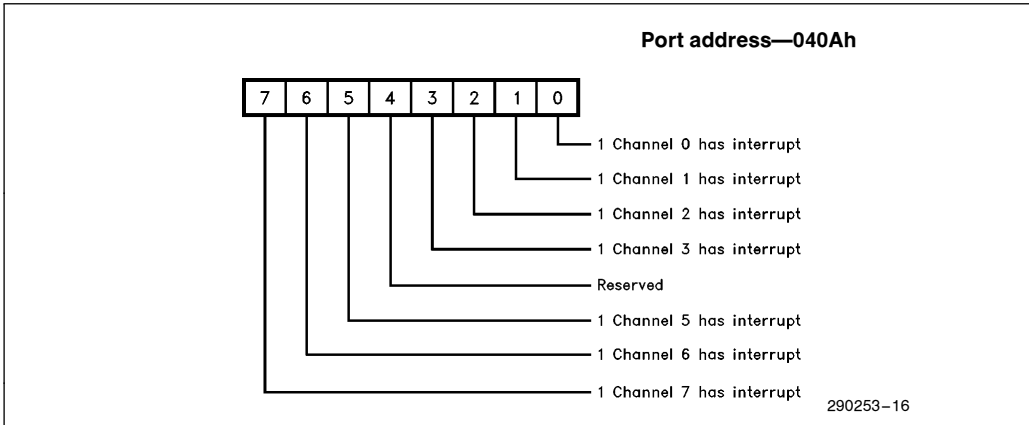 Port address—040Ah
7 6 5 4 3 2 1 0
1 Channel 0 has interrupt
1 Channel 1 has interrupt
1 Channel 2 has interrupt
1 Channel 3 has interrupt
Reserved
1 Channel 5 has interrupt
1 Channel 6 has interrupt
1 Channel 7 has interrupt
290253–16